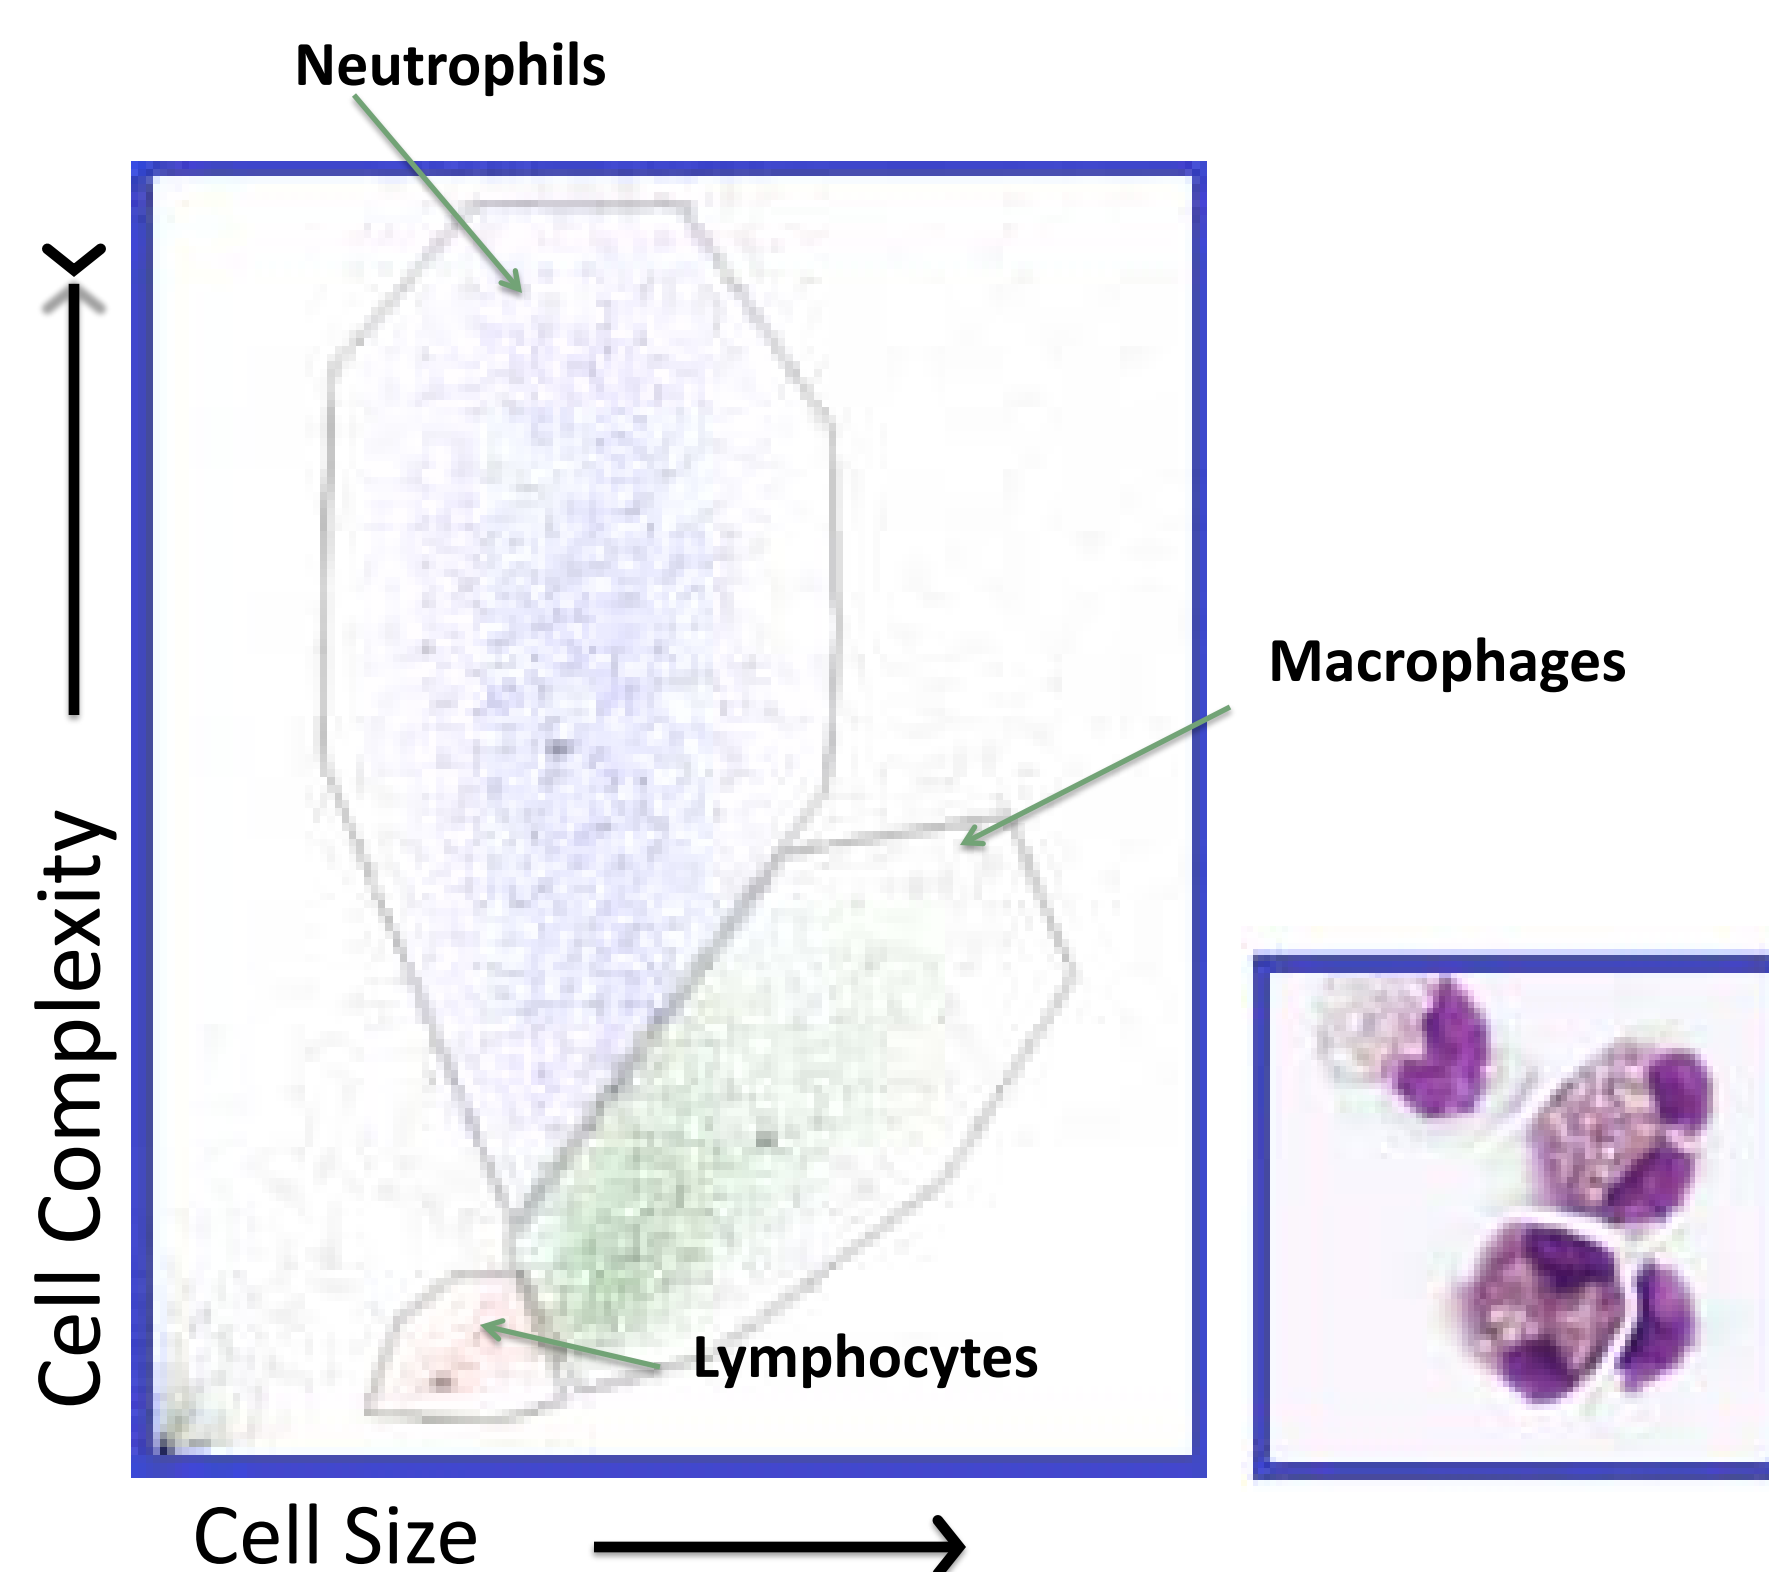 Neutrophils
Macrophages
Cell Complexity
Lymphocytes
Cell Size